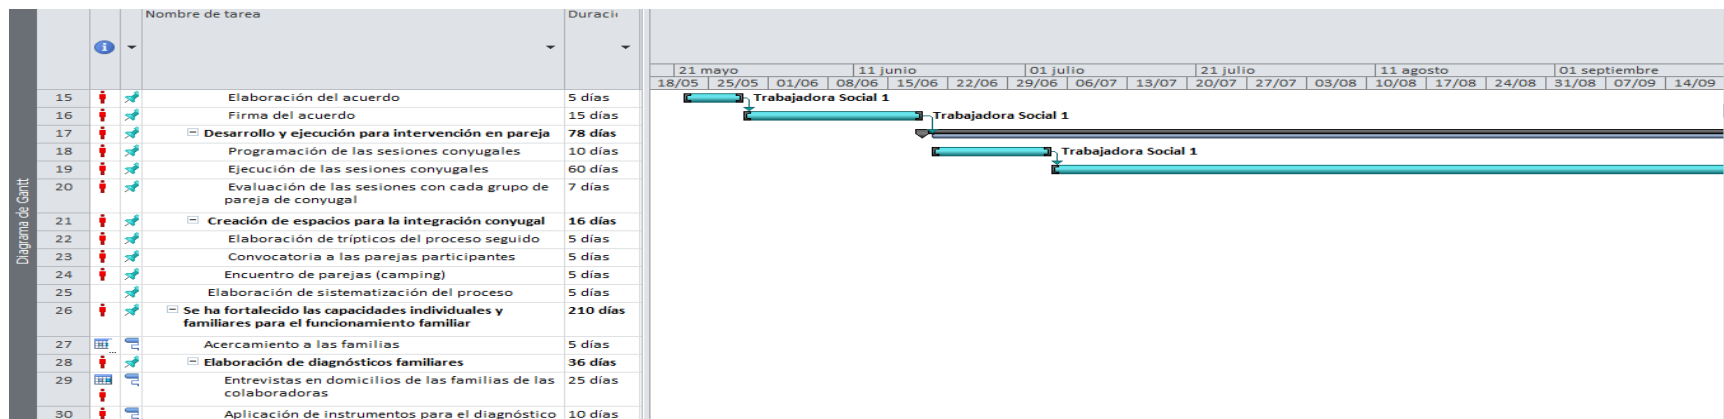 Nombre de tarea
Duració
21 mayo
11 junio
01 julio
21 julio
11 agosto
01 septiembre
18/05 25/05 01/06 08/06 15/06 22/06 29/06 06/07 13/07 20/07 27/07 03/08 10/08 17/08 24/08 31/08 07/09 14/09
Diagrama de Gantt
15 Elaboración del acuerdo 5 días Trabajadora Social 1
16 Firma del acuerdo 15 días Trabajadora Social 1
17 Desarrollo y ejecución para intervención en pareja 78 días
18 Programación de las sesiones conyugales 10 días Trabajadora Social 1
19 Ejecución de las sesiones conyugales 60 días
20 Evaluación de las sesiones con cada grupo de 7 días
pareja de conyugal
21 Creación de espacios para la integración conyugal 16 días
22 Elaboración de trípticos del proceso seguido 5 días
23 Convocatoria a las parejas participantes 5 días
24 Encuentro de parejas (camping) 5 días
25 Elaboración de sistematización del proceso 5 días
26 Se ha fortalecido las capacidades individuales y 210 días
familiares para el funcionamiento familiar
27 Acercamiento a las familias 5 días
28 Elaboración de diagnósticos familiares 36 días
29 Entrevistas en domicilios de las familias de las 25 días
colaboradoras
30 Aplicación de instrumentos para el diagnóstico 10 días